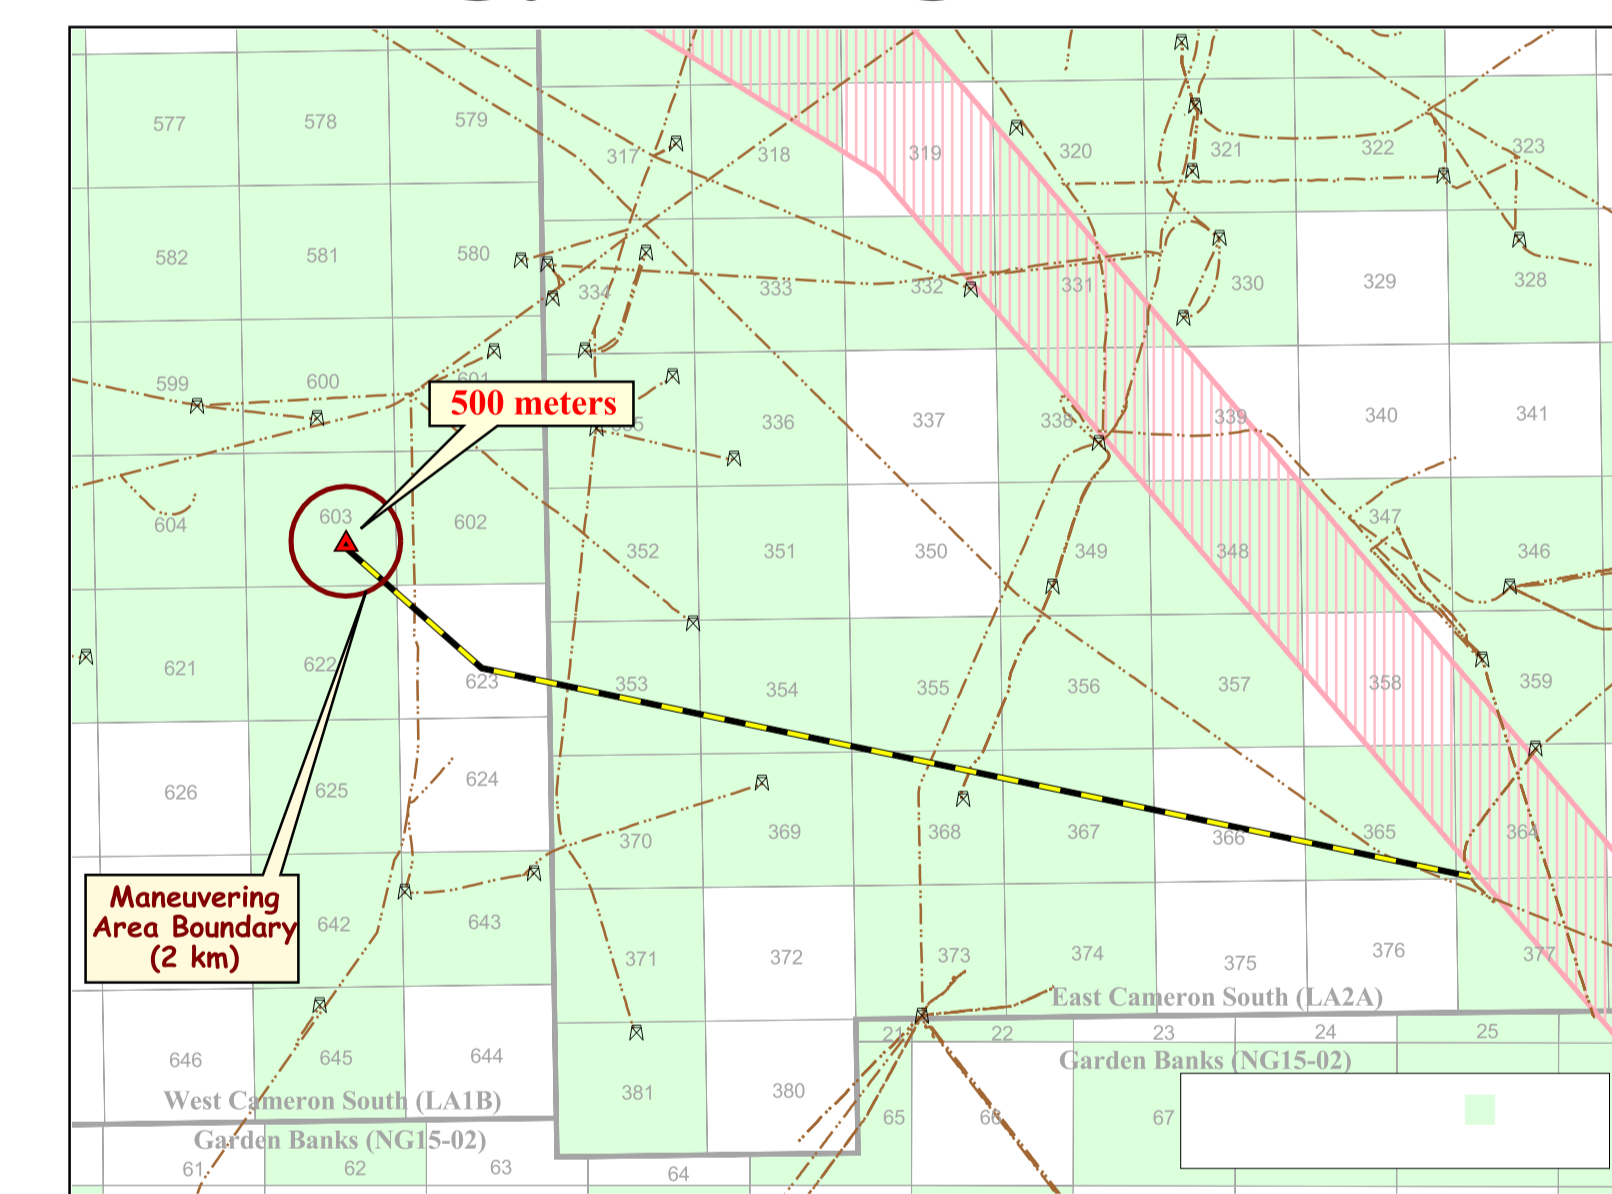 577 578 579 317 318 319 320 321 322 323
582 581 580 334 333 332 331 330 329 328
599 600 601 336 337 338 339 340 341
500 meters
604 603 602 352 351 350 349 348 347 346
621 622 623 353 354 355 356 357 358 359
626 625 624 370 369 368 367 366 365 364
Maneuvering
Area Boundary
(2 km)
642 643 371 372 373 374 375 376 377
East Cameron South (LA2A)
21 22 23 24 25
646 645 644 381 380
Garden Banks (NG15-02)
West Cameron South (LA1B)
65 66 67
Garden Banks (NG15-02)
61 62 63 64